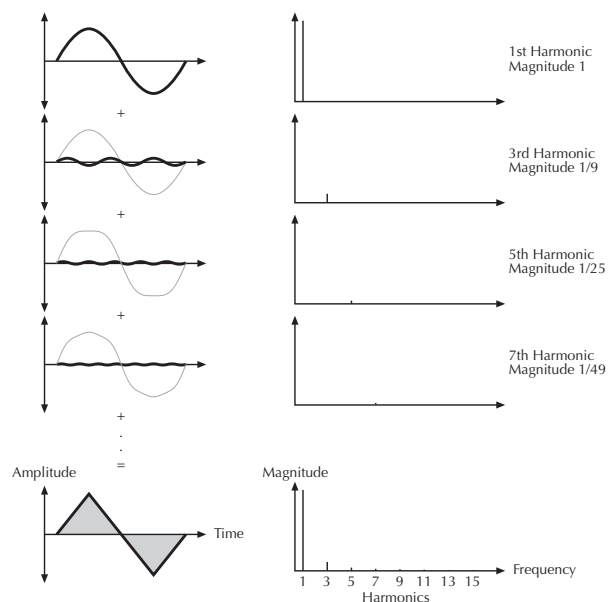 1st Harmonic
Magnitude 1
+
3rd Harmonic
Magnitude 1/9
+
5th Harmonic
Magnitude 1/25
+
7th Harmonic
Magnitude 1/49
+
.
.
=
Amplitude
Magnitude
Time
Frequency
1 3 5 7 9 11 13 15
Harmonics